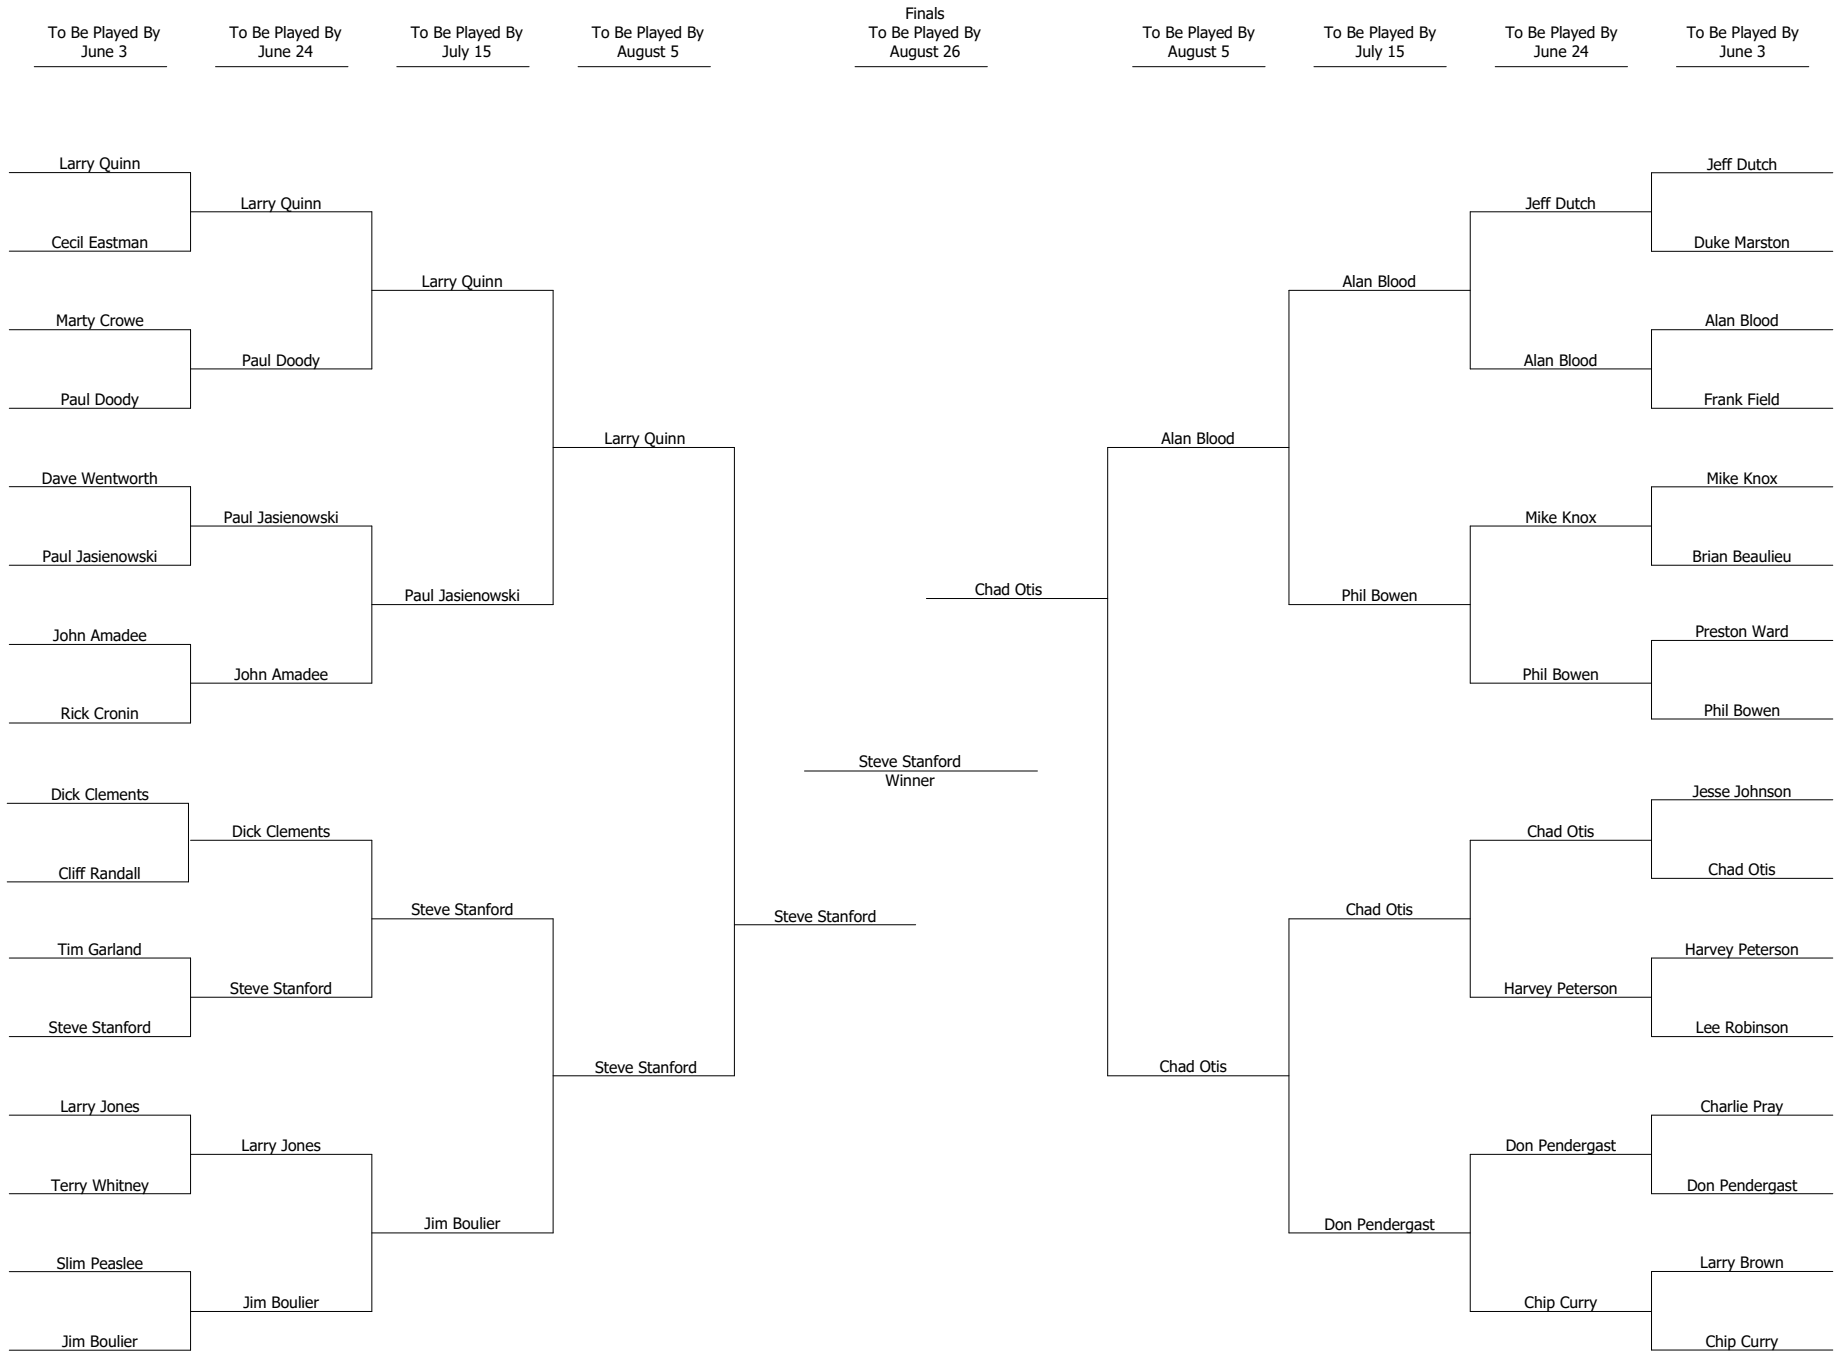 Finals
To Be Played By
June 3
To Be Played By
June 24
To Be Played By
July 15
To Be Played By
August 5
To Be Played By
August 26
To Be Played By
August 5
To Be Played By
July 15
To Be Played By
June 24
To Be Played By
June 3
Larry Quinn
Cecil Eastman
Marty Crowe
Paul Doody
Dave Wentworth
Paul Jasienowski
John Amadee
Rick Cronin
Dick Clements
Cliff Randall
Tim Garland
Steve Stanford
Larry Jones
Terry Whitney
Slim Peaslee
Jim Boulier
Larry Quinn
Paul Doody
Paul Jasienowski
John Amadee
Dick Clements
Steve Stanford
Larry Jones
Jim Boulier
Larry Quinn
Paul Jasienowski
Steve Stanford
Jim Boulier
Larry Quinn
Steve Stanford
Steve Stanford
Steve Stanford
Winner
Chad Otis
Alan Blood
Chad Otis
Alan Blood
Phil Bowen
Chad Otis
Don Pendergast
Jeff Dutch
Alan Blood
Mike Knox
Phil Bowen
Chad Otis
Harvey Peterson
Don Pendergast
Chip Curry
Jeff Dutch
Duke Marston
Alan Blood
Frank Field
Mike Knox
Brian Beaulieu
Preston Ward
Phil Bowen
Jesse Johnson
Chad Otis
Harvey Peterson
Lee Robinson
Charlie Pray
Don Pendergast
Larry Brown
Chip Curry